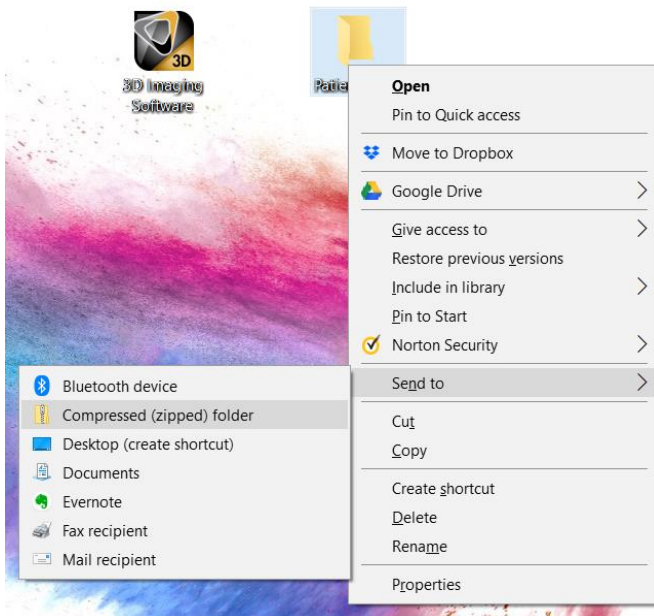 3D
3D Imaging
Software
Open
Pin to Quick access
Move to Dropbox
Google Drive
Give access to
Restore previous versions
Include in library
Pin to Start
Norton Security
Send to
Cut
Copy
Create shortcut
Delete
Rename
Properties
Bluetooth device
Compressed (zipped) folder
Desktop (create shortcut)
Documents
Evernote
Fax recipient
Mail recipient